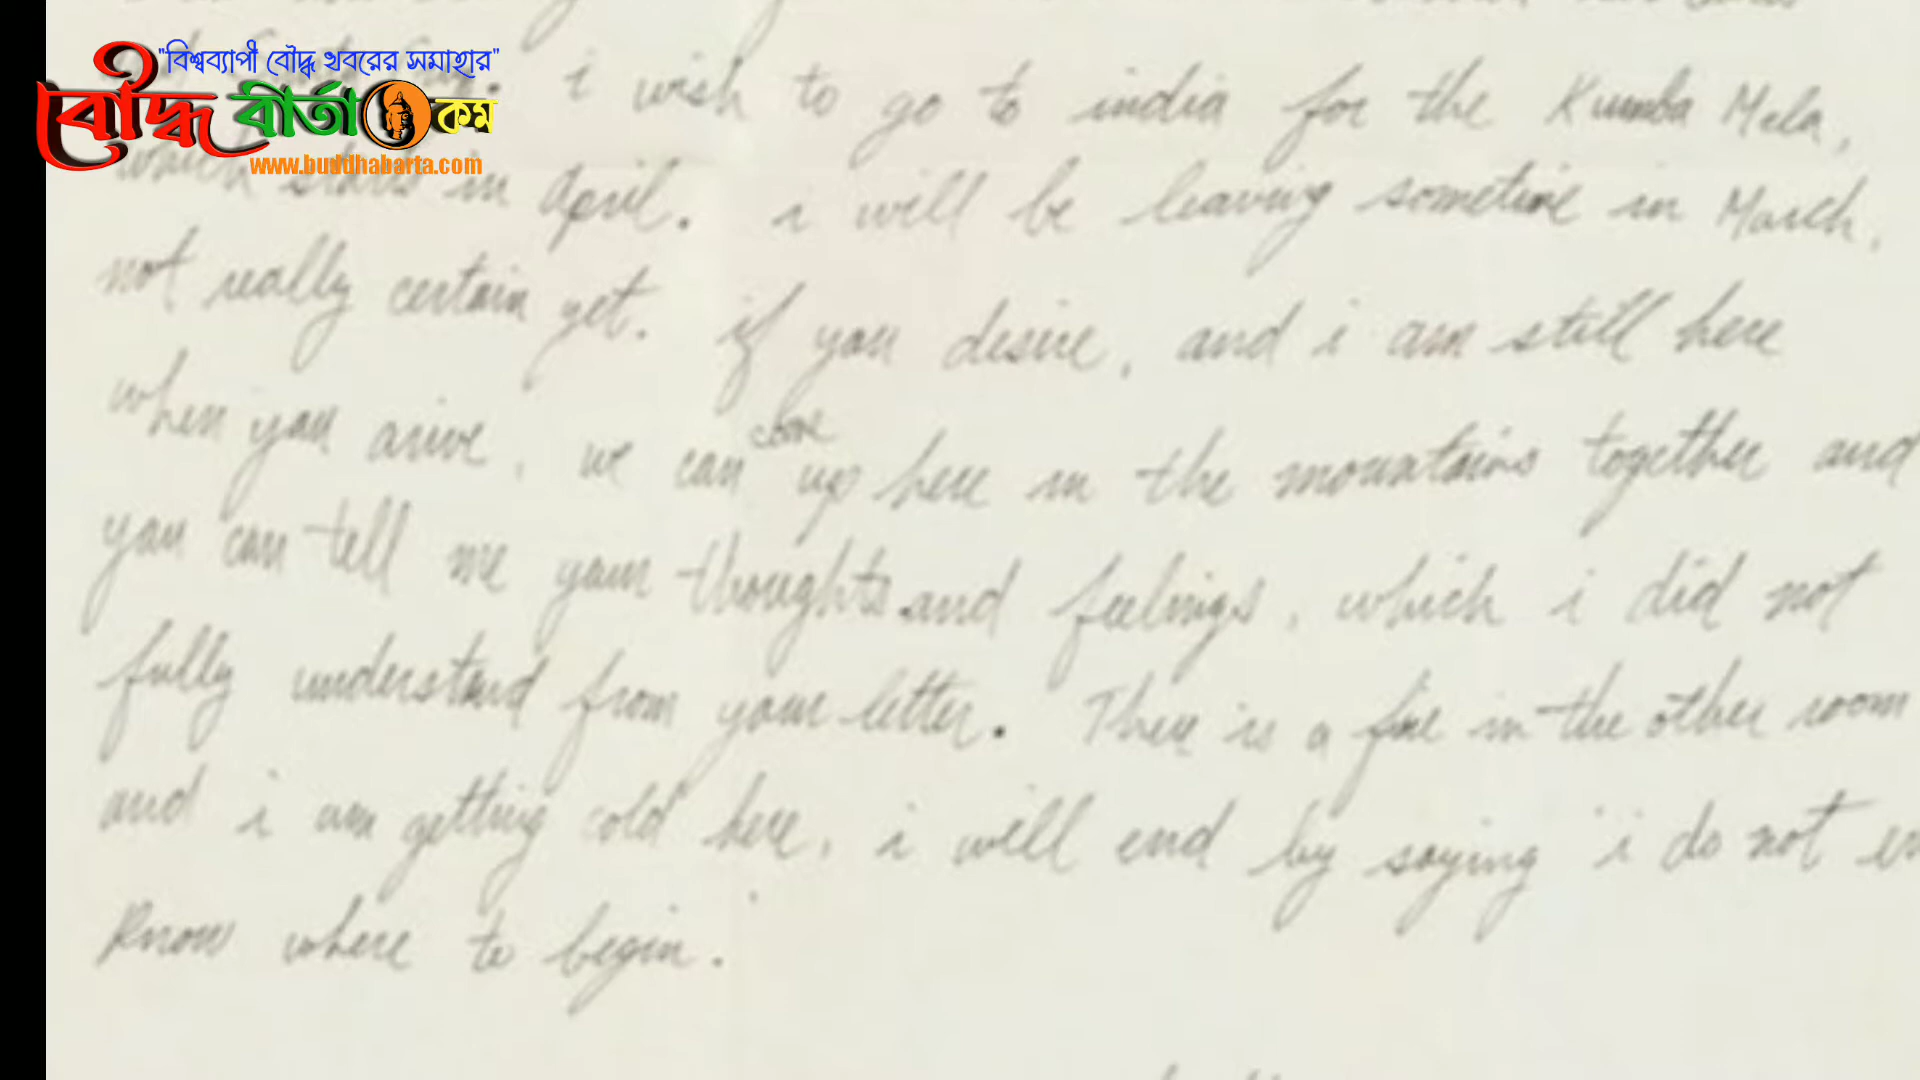 "বিশ্বব্যাপী বৌদ্ধ খবরের সমাহার"
বৌদ্ধ বার্তা কম
www.buddhabarta.com
i wish to go to india for the Kumba Mela,
which starts in April. i will be leaving sometime in March,
not really certain yet. if you desire, and i am still here
when you arive, we can come up here in the mountains together and
you can tell me your thoughts and feelings, which i did not
fully understand from your letter. There is a fire in the other room
and i am getting cold here, i will end by saying i do not
know where to begin.